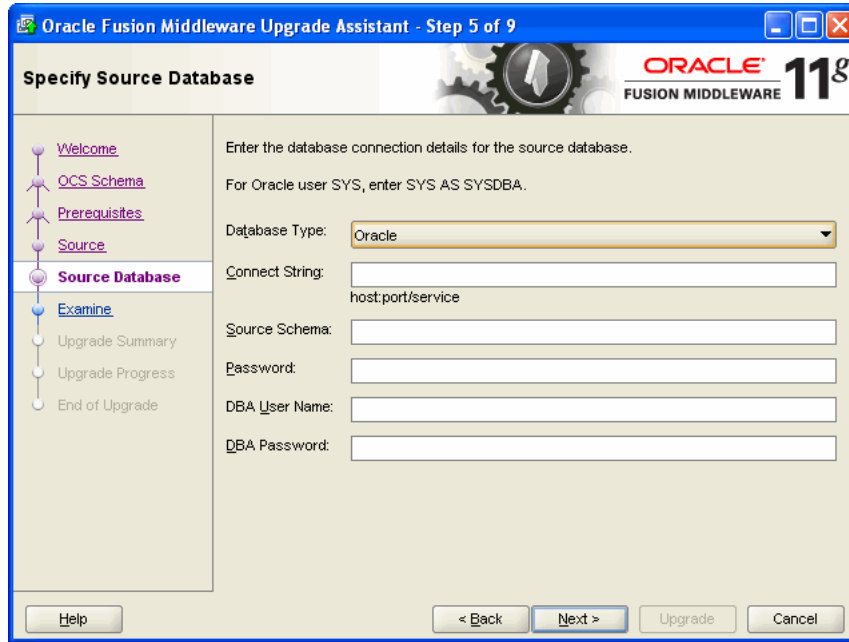 Oracle Fusion Middleware Upgrade Assistant - Step 5 of 9
Specify Source Database
ORACLE
FUSION MIDDLEWARE 11g
Welcome
OCS Schema
Prerequisites
Source
Source Database
Examine
Upgrade Summary
Upgrade Progress
End of Upgrade
Enter the database connection details for the source database.
For Oracle user SYS, enter SYS AS SYSDBA.
Database Type: Oracle
Connect String:
host:port/service
Source Schema:
Password:
DBA User Name:
DBA Password:
Help
< Back Next > Upgrade Cancel